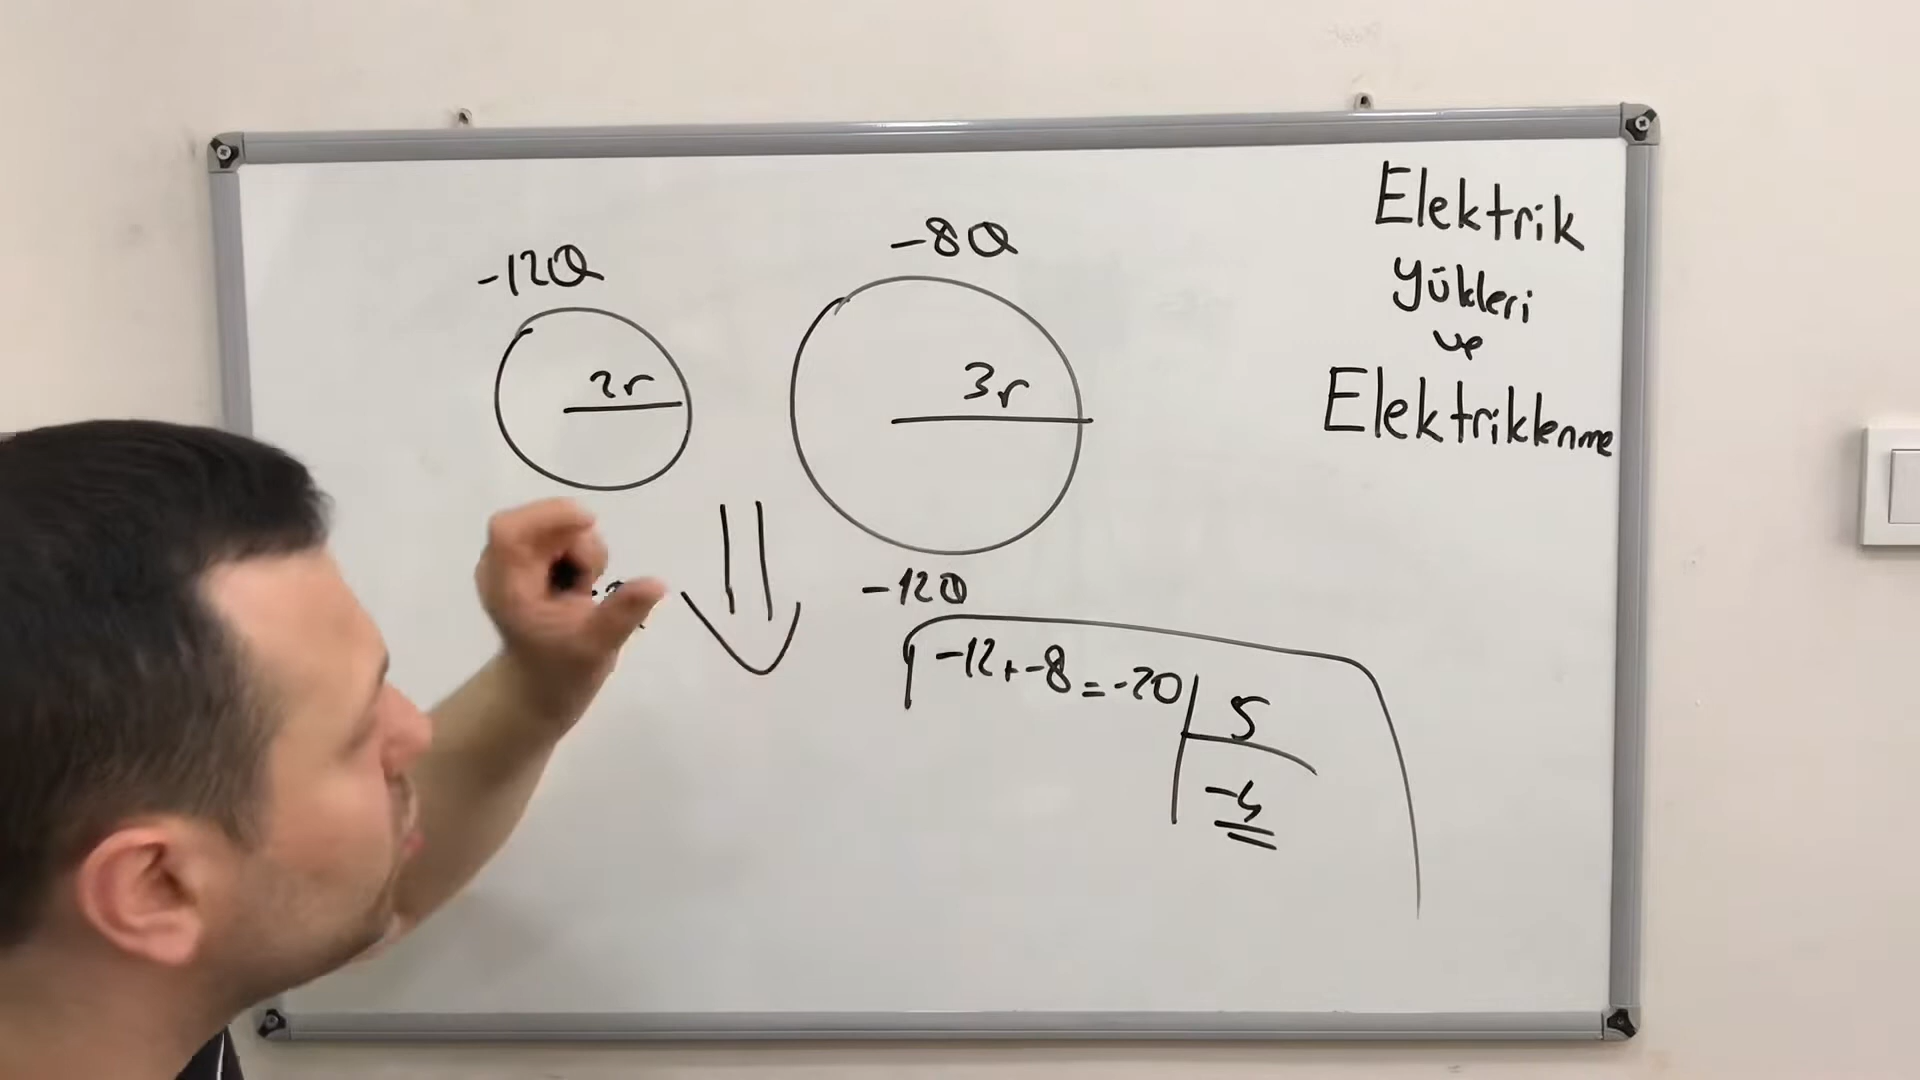 -12Q
-8Q
2r
3r
-12Q
-12+-8=-20
5
-4
Elektrik
yükleri
ve
Elektriklenme